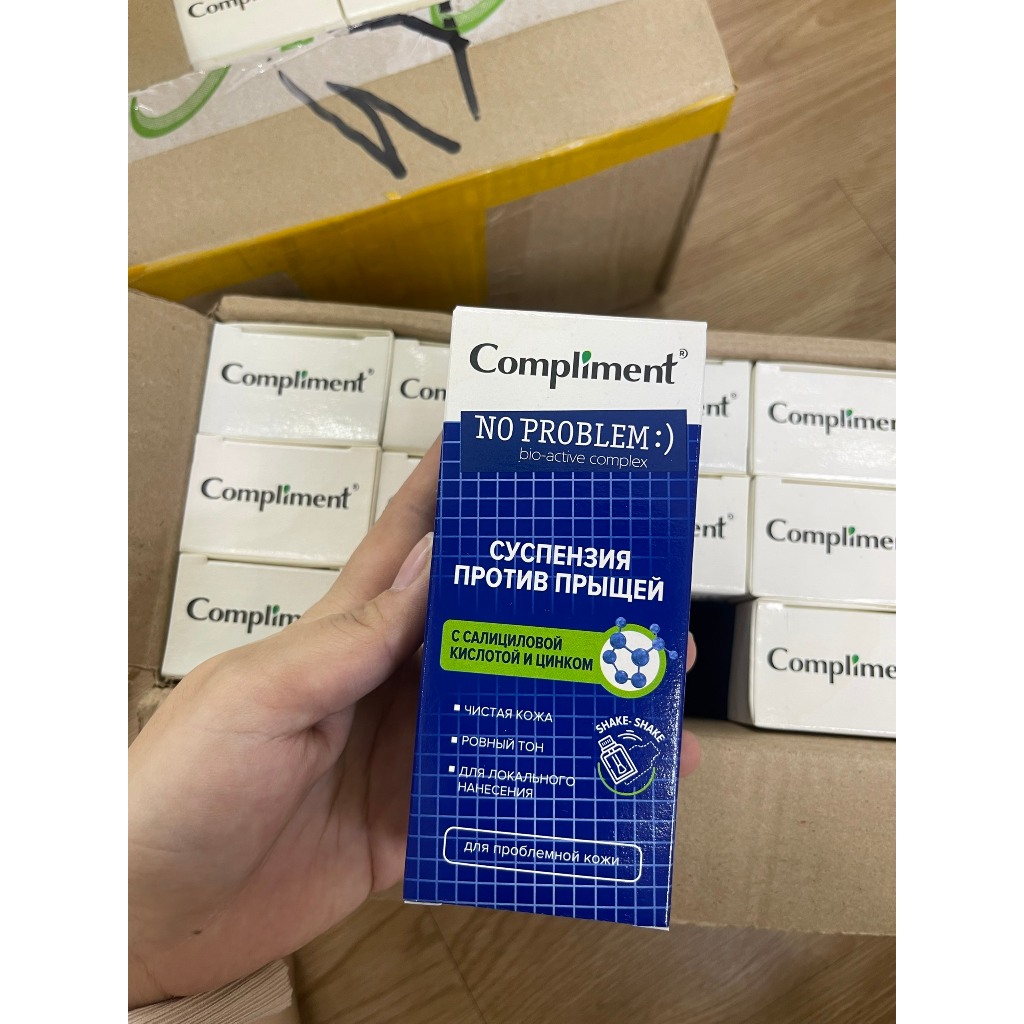 Compliment®
NO PROBLEM:)
bio-active complex
СУСПЕНЗИЯ
ПРОТИВ ПРЫЩЕЙ
С САЛИЦИЛОВОЙ
КИСЛОТОЙ И ЦИНКОМ
ЧИСТАЯ КОЖА
РОВНЫЙ ТОН
ДЛЯ ЛОКАЛЬНОГО
НАНЕСЕНИЯ
SHAKE-SHAKE
для проблемной кожи
Compliment®
Compliment®